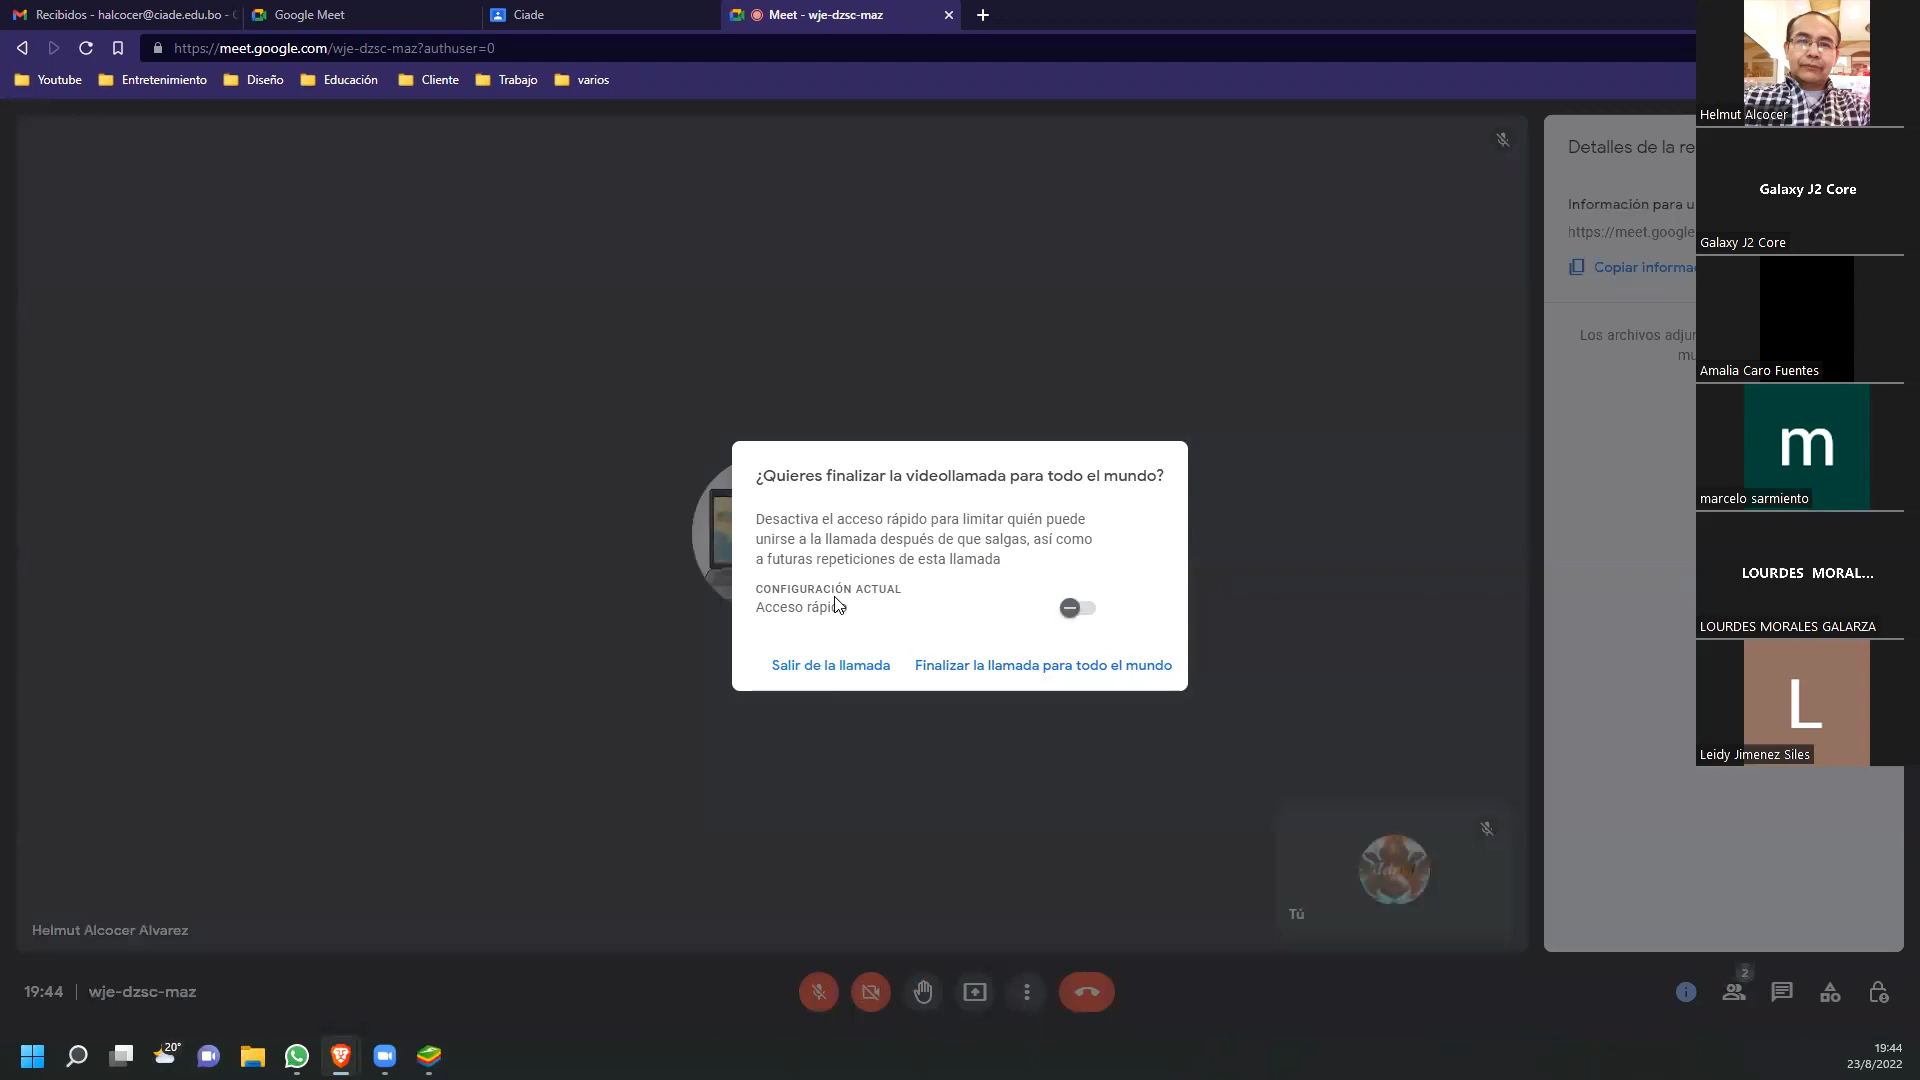 Recibidos - halcocer@ciade.edu.bo -
Google Meet
Ciade
Meet - wje-dzsc-maz
https://meet.google.com/wje-dzsc-maz?authuser=0
Youtube
Entretenimiento
Diseño
Educación
Cliente
Trabajo
varios
Detalles de la re
Información para u
https://meet.google
Copiar informa
Los archivos adjur
mu
¿Quieres finalizar la videollamada para todo el mundo?
Desactiva el acceso rápido para limitar quién puede
unirse a la llamada después de que salgas, así como
a futuras repeticiones de esta llamada
CONFIGURACIÓN ACTUAL
Acceso rápido
Salir de la llamada
Finalizar la llamada para todo el mundo
Helmut Alcocer
Galaxy J2 Core
Galaxy J2 Core
Amalia Caro Fuentes
m
marcelo sarmiento
LOURDES MORAL...
LOURDES MORALES GALARZA
L
Leidy Jimenez Siles
Tú
Helmut Alcocer Alvarez
19:44 | wje-dzsc-maz
2
20°
19:44
23/8/2022